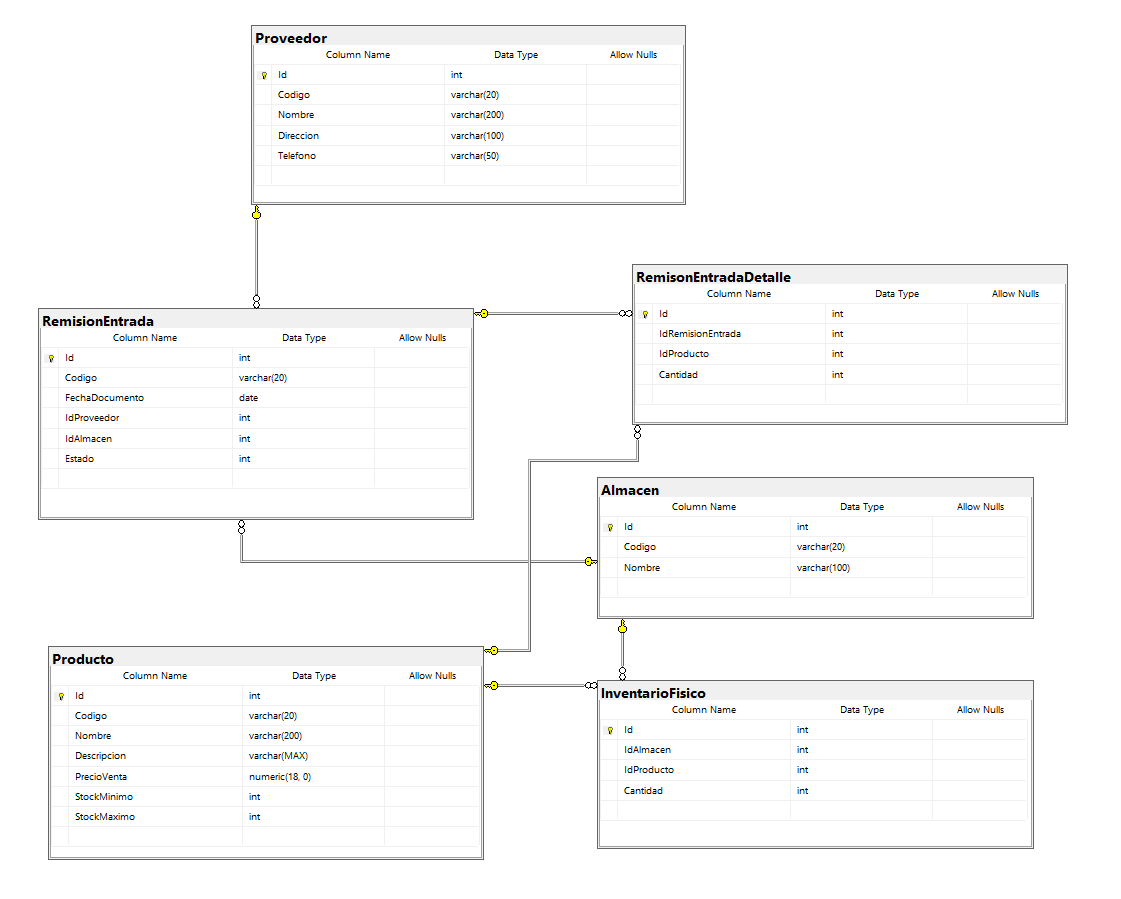 Proveedor
Column Name Data Type Allow Nulls
Id int
Codigo varchar(20)
Nombre varchar(200)
Direccion varchar(100)
Telefono varchar(50)
RemisonEntradaDetalle
Column Name Data Type Allow Nulls
Id int
IdRemisionEntrada int
IdProducto int
Cantidad int
RemisionEntrada
Column Name Data Type Allow Nulls
Id int
Codigo varchar(20)
FechaDocumento date
IdProveedor int
IdAlmacen int
Estado int
Almacen
Column Name Data Type Allow Nulls
Id int
Codigo varchar(20)
Nombre varchar(100)
Producto
Column Name Data Type Allow Nulls
Id int
Codigo varchar(20)
Nombre varchar(200)
Descripcion varchar(MAX)
PrecioVenta numeric(18, 0)
StockMinimo int
StockMaximo int
InventarioFisico
Column Name Data Type Allow Nulls
Id int
IdAlmacen int
IdProducto int
Cantidad int